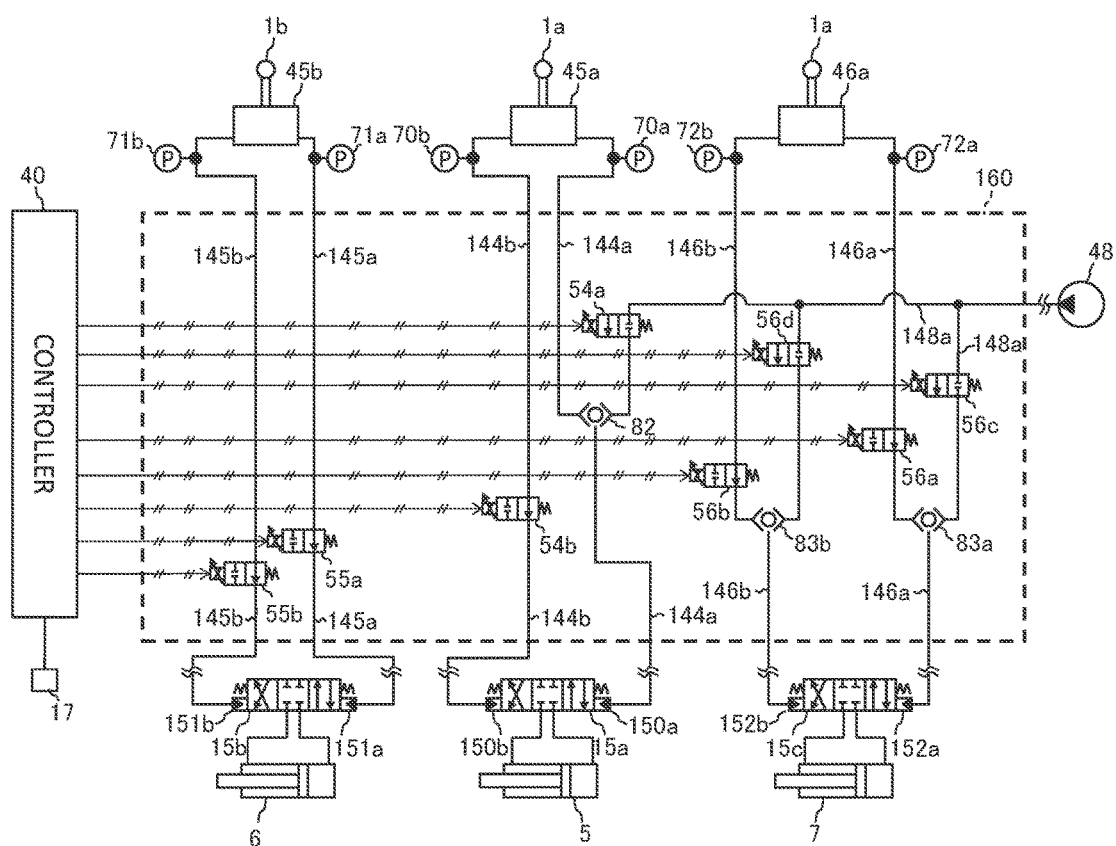 1b 1a 1a
45b 45a 46a
71b P P 71a 70b P P 70a 72b P P 72a
40 160
CONTROLLER
145b 145a 144b 144a 146b 146a 48
54a 56d 148a 148a
82 56c
56a
56b
54b 83b 83a
55a
55b
145b 145a 144b 144a 146b 146a
17
151b 15b 151a 150b 15a 150a 152b 15c 152a
6 5 7